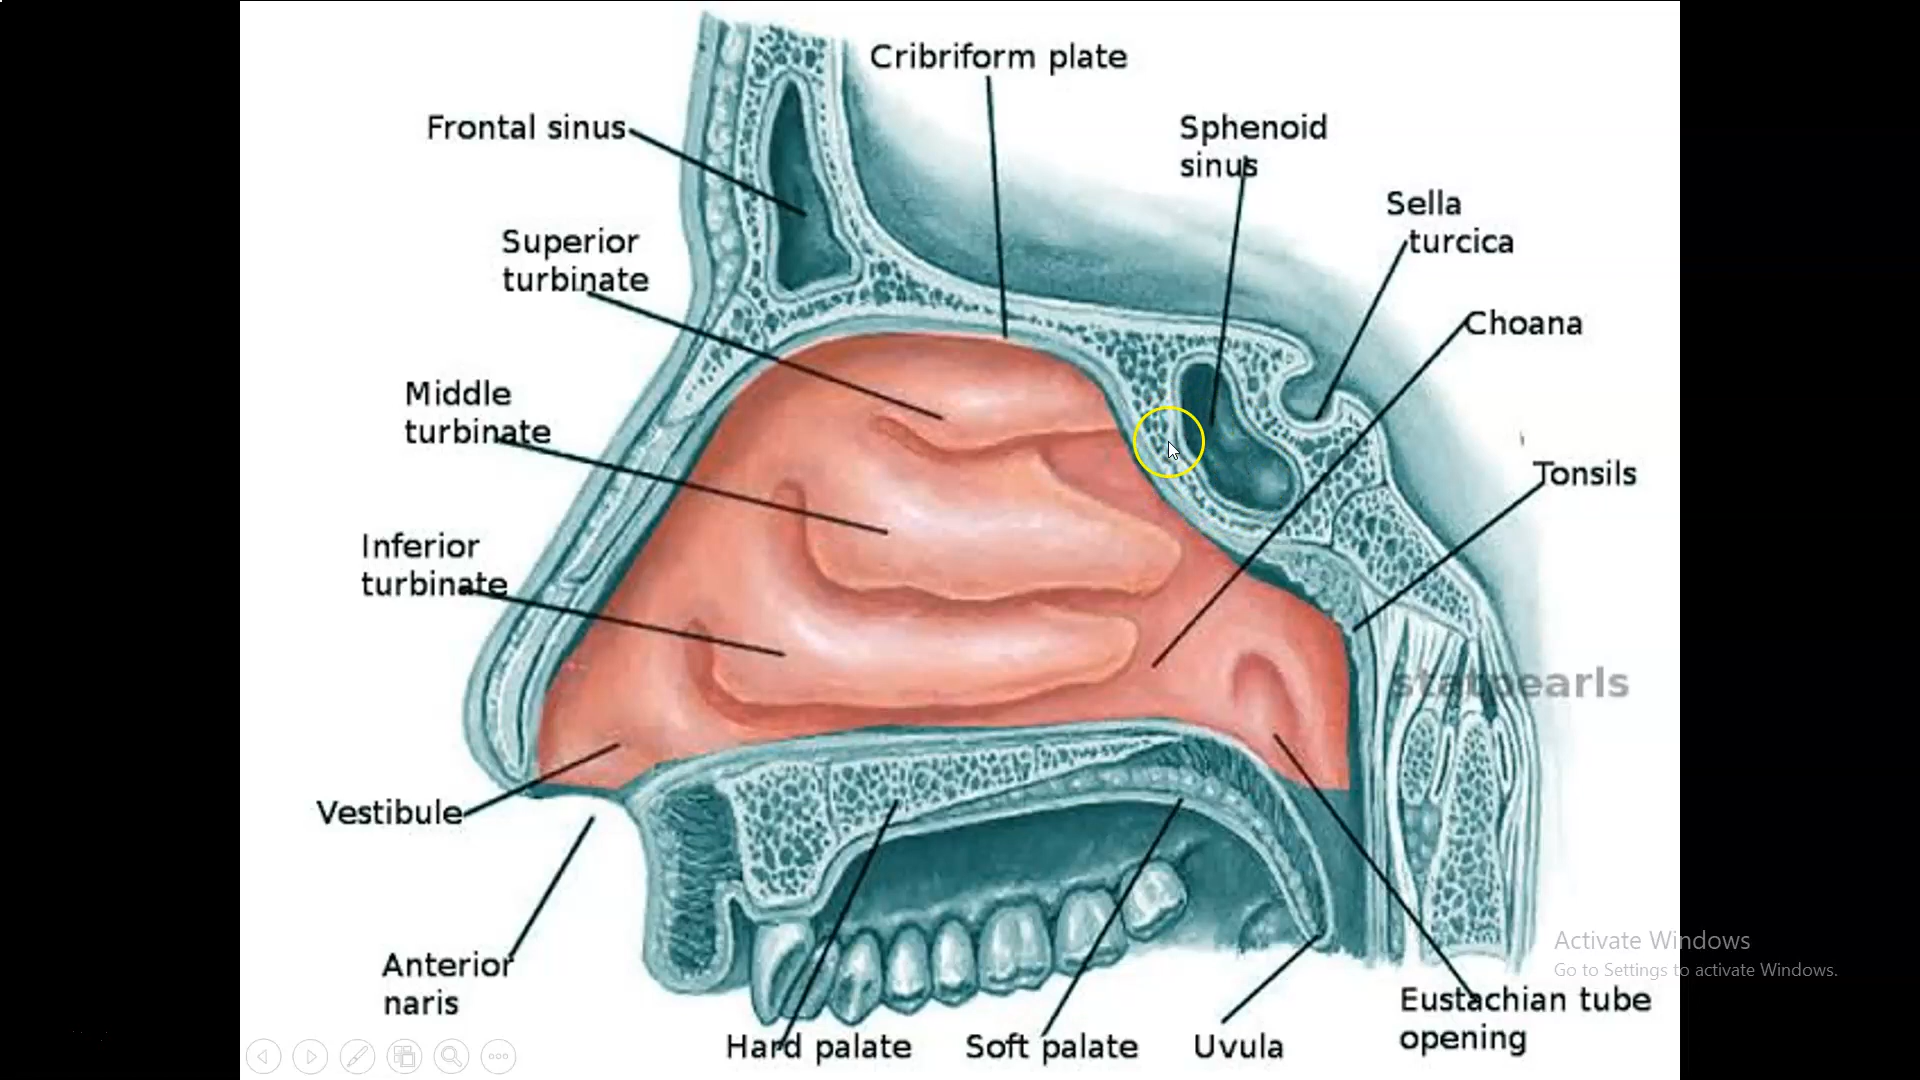 Cribriform plate
Frontal sinus
Sphenoid
sinus
Sella
turcica
Superior
turbinate
Choana
Middle
turbinate
Tonsils
Inferior
turbinate
statpearls
Vestibule
Anterior
naris
Hard palate
Soft palate
Uvula
Eustachian tube
opening
Activate Windows
Go to Settings to activate Windows.